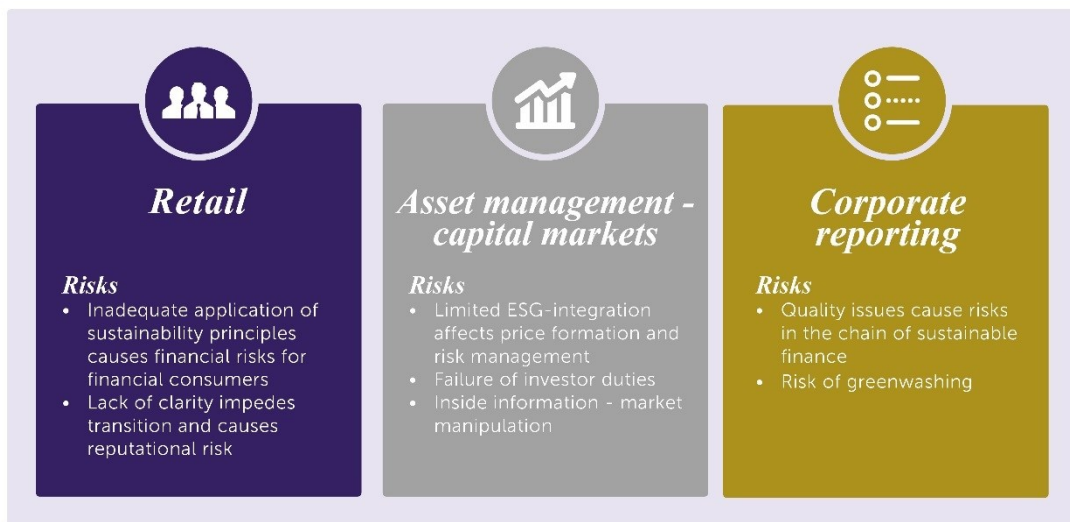 Retail
Risks
• Inadequate application of
sustainability principles
causes financial risks for
financial consumers
• Lack of clarity impedes
transition and causes
reputational risk
Asset management -
capital markets
Risks
• Limited ESG-integration
affects price formation and
risk management
• Failure of investor duties
• Inside information - market
manipulation
Corporate
reporting
Risks
• Quality issues cause risks
in the chain of sustainable
finance
• Risk of greenwashing